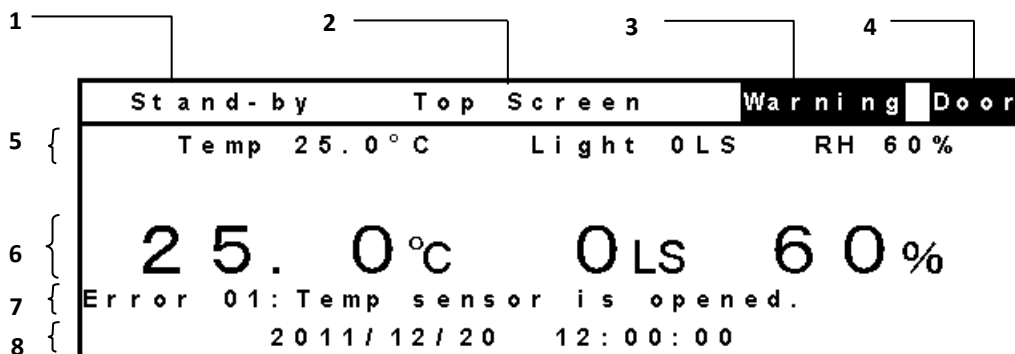 1 2 3 4
Stand-by Top Screen Warning Door
5 Temp 25.0°C Light 0LS RH 60%
6 25.0°C 0LS 60%
7 Error 01:Temp sensor is opened.
8 2011/12/20 12:00:00